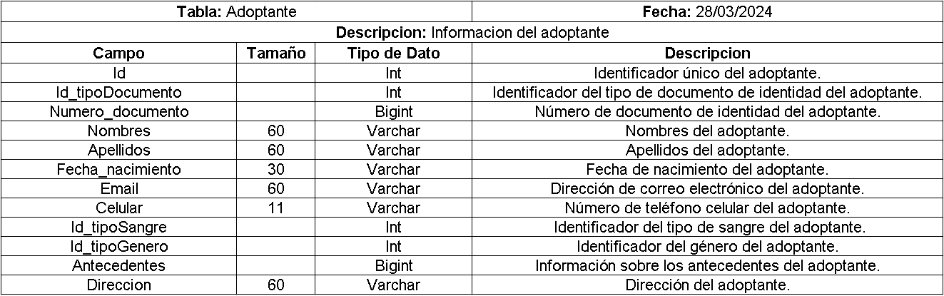 Tabla: Adoptante Fecha: 28/03/2024
Descripcion: Informacion del adoptante
Campo Tamaño Tipo de Dato Descripcion
Id Int Identificador único del adoptante.
Id_tipoDocumento Int Identificador del tipo de documento de identidad del adoptante.
Numero_documento Bigint Número de documento de identidad del adoptante.
Nombres 60 Varchar Nombres del adoptante.
Apellidos 60 Varchar Apellidos del adoptante.
Fecha_nacimiento 30 Varchar Fecha de nacimiento del adoptante.
Email 60 Varchar Dirección de correo electrónico del adoptante.
Celular 11 Varchar Número de teléfono celular del adoptante.
Id_tipoSangre Int Identificador del tipo de sangre del adoptante.
Id_tipoGenero Int Identificador del género del adoptante.
Antecedentes Bigint Información sobre los antecedentes del adoptante.
Direccion 60 Varchar Dirección del adoptante.